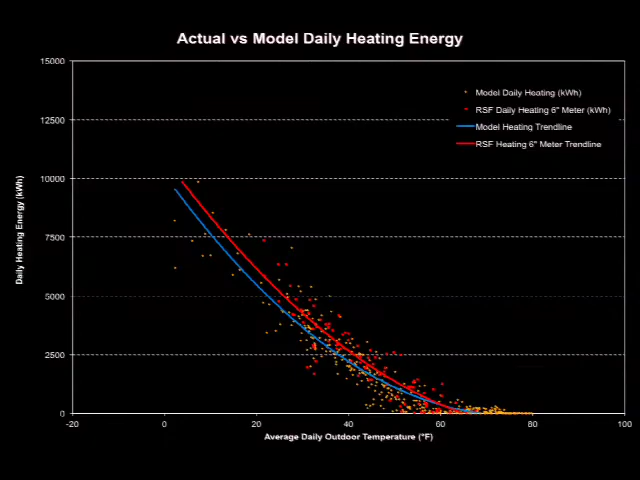 Actual vs Model Daily Heating Energy
15000
12500
10000
7500
5000
2500
0
Daily Heating Energy (kWh)
Model Daily Heating (kWh)
RSF Daily Heating 6" Meter (kWh)
Model Heating Trendline
RSF Heating 6" Meter Trendline
-20 0 20 40 60 80 100
Average Daily Outdoor Temperature (°F)